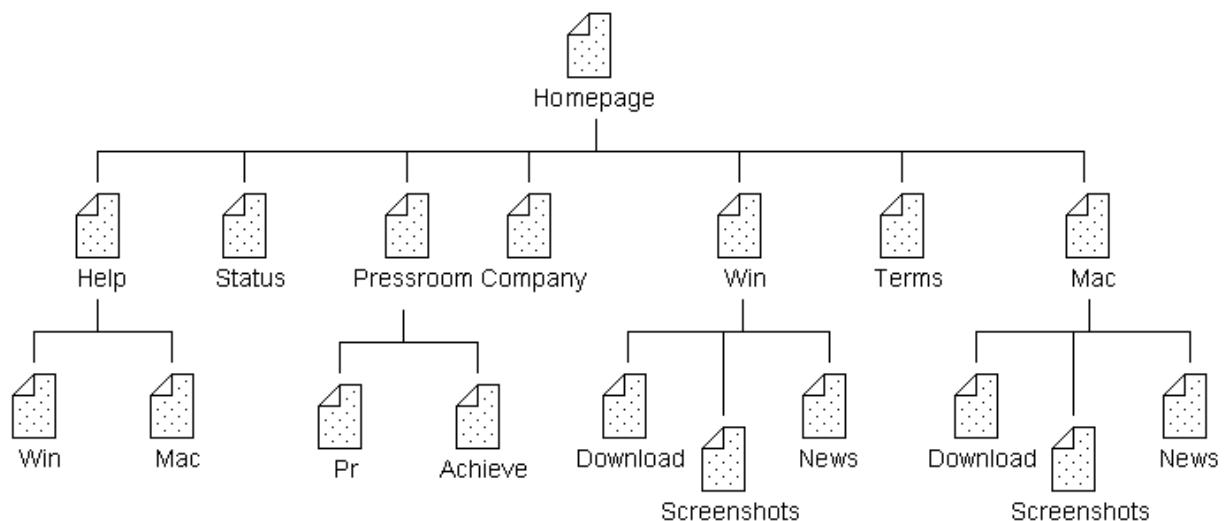 Homepage
Help Status Pressroom Company Win Terms Mac
Win Mac Pr Achieve Download News Download News
Screenshots Screenshots